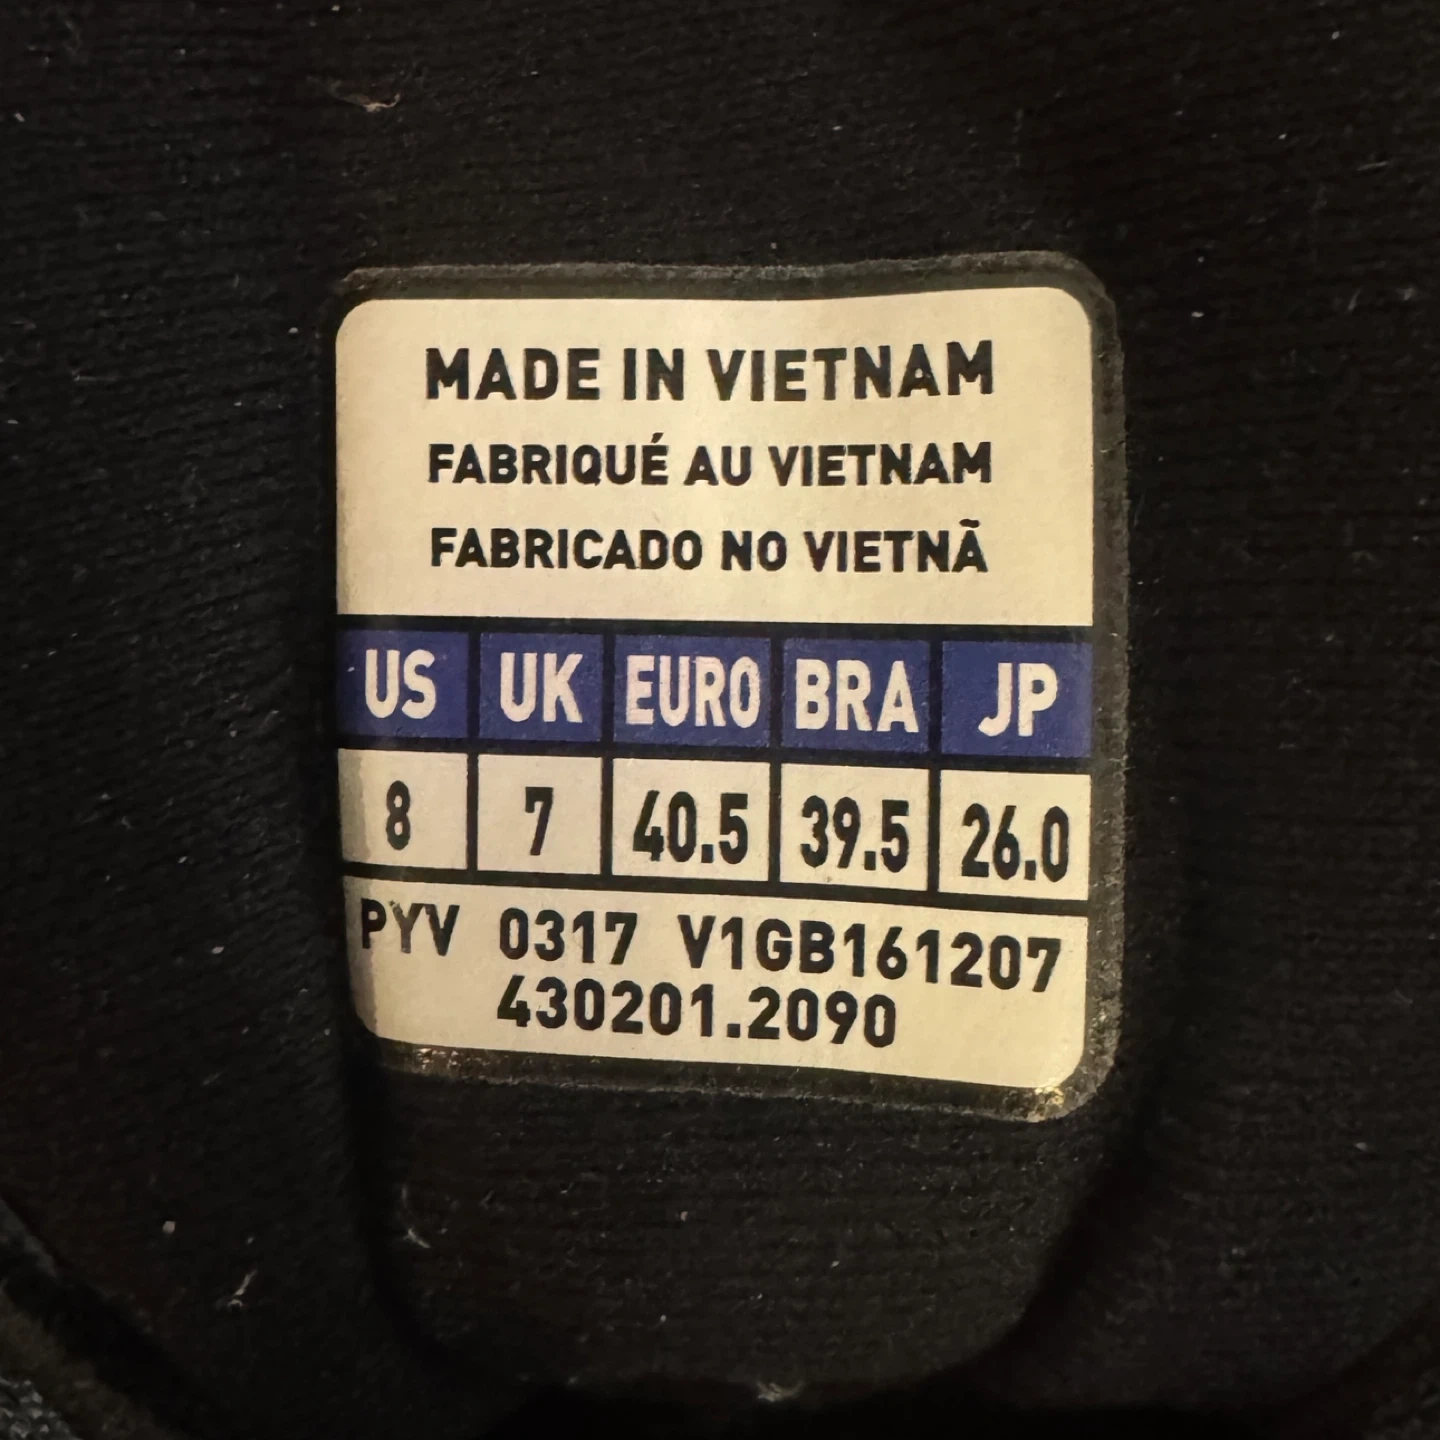 MADE IN VIETNAM
FABRIQUÉ AU VIETNAM
FABRICADO NO VIETNÃ
US UK EURO BRA JP
8 7 40.5 39.5 26.0
PYV 0317 V1GB161207
430201.2090